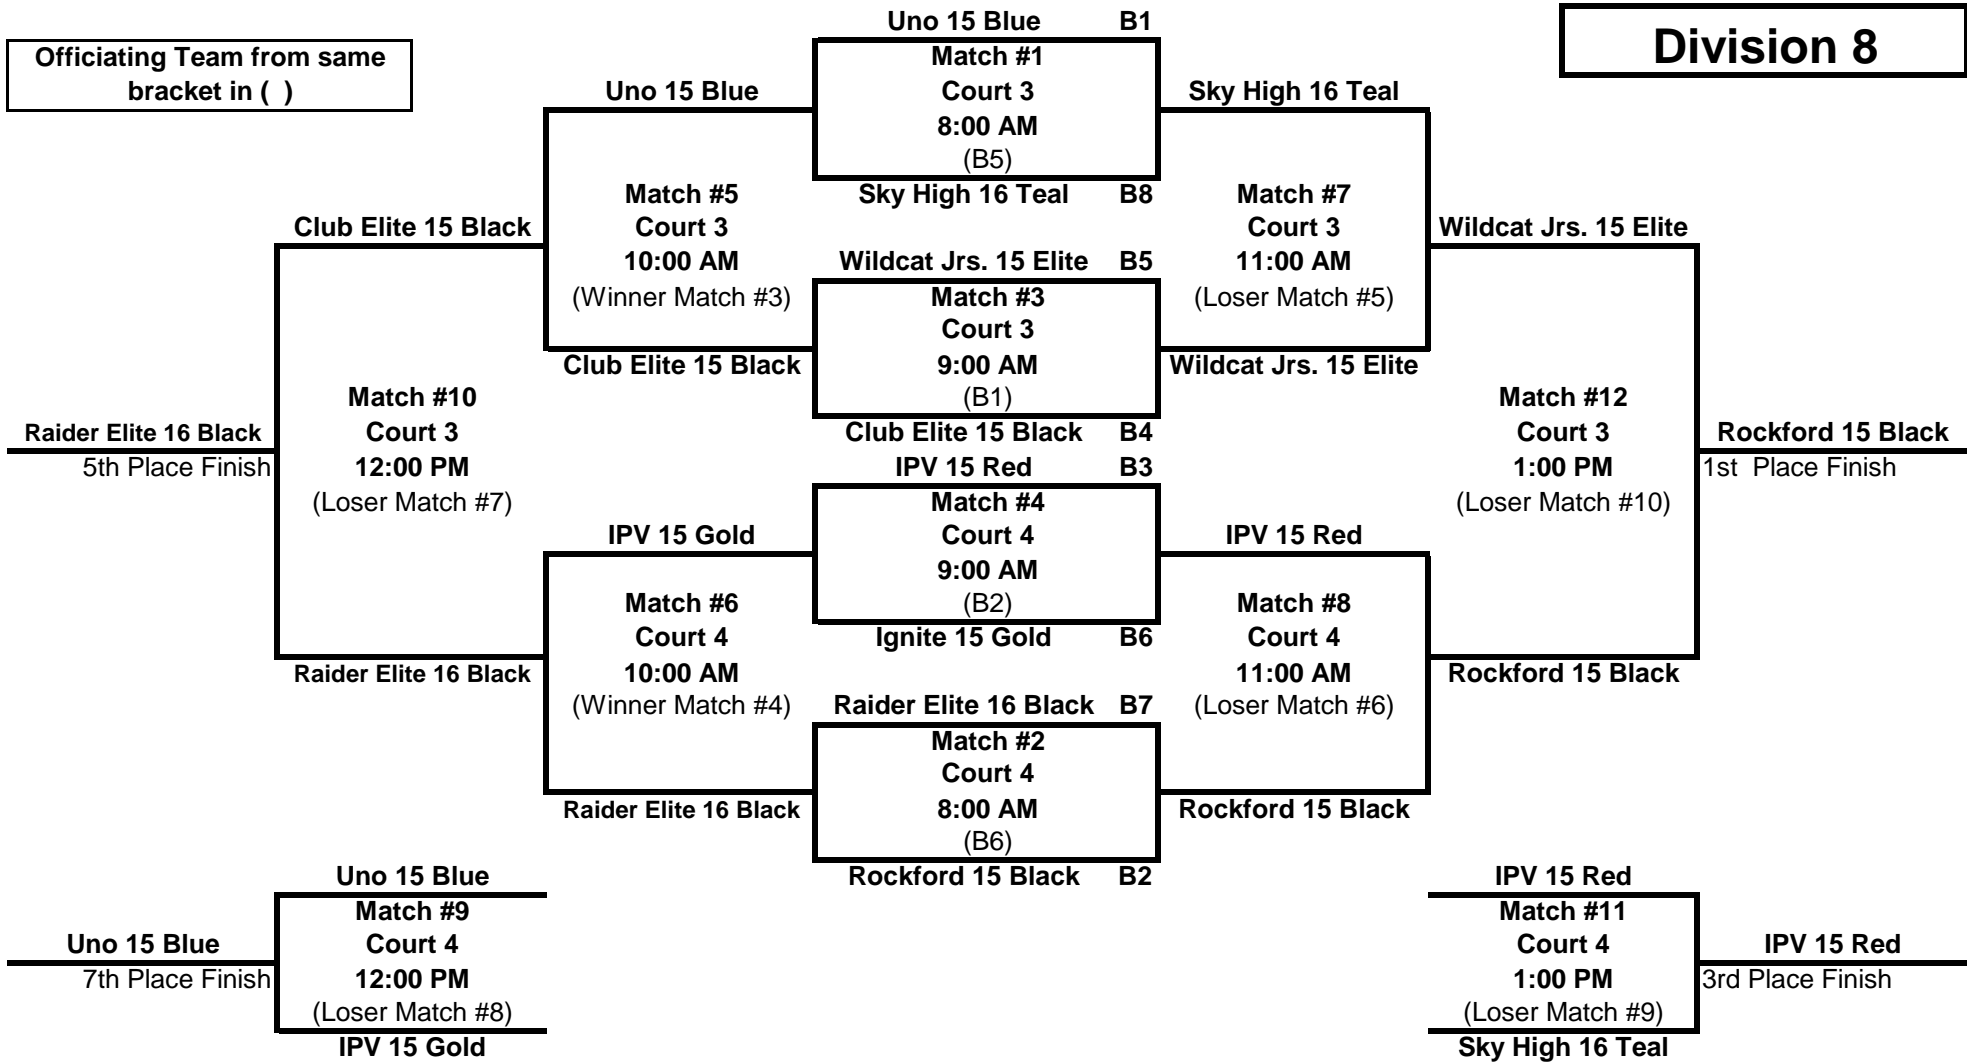 Uno 15 Blue B1
Division 8
Officiating Team from same
bracket in ( )
Match #1
Court 3
8:00 AM
(B5)
Uno 15 Blue
Sky High 16 Teal
Sky High 16 Teal B8
Match #5
Court 3
10:00 AM
(Winner Match #3)
Match #7
Court 3
11:00 AM
(Loser Match #5)
Club Elite 15 Black
Wildcat Jrs. 15 Elite
Wildcat Jrs. 15 Elite B5
Match #3
Court 3
9:00 AM
(B1)
Club Elite 15 Black
Wildcat Jrs. 15 Elite
Club Elite 15 Black B4
Match #10
Court 3
12:00 PM
(Loser Match #7)
Match #12
Court 3
1:00 PM
(Loser Match #10)
Raider Elite 16 Black
5th Place Finish
Rockford 15 Black
1st Place Finish
IPV 15 Red B3
Match #4
Court 4
9:00 AM
(B2)
IPV 15 Gold
IPV 15 Red
Ignite 15 Gold B6
Match #6
Court 4
10:00 AM
(Winner Match #4)
Match #8
Court 4
11:00 AM
(Loser Match #6)
Raider Elite 16 Black
Rockford 15 Black
Raider Elite 16 Black B7
Match #2
Court 4
8:00 AM
(B6)
Raider Elite 16 Black
Rockford 15 Black
Rockford 15 Black B2
Uno 15 Blue
Match #9
Court 4
12:00 PM
(Loser Match #8)
IPV 15 Gold
Uno 15 Blue
7th Place Finish
IPV 15 Red
Match #11
Court 4
1:00 PM
(Loser Match #9)
Sky High 16 Teal
IPV 15 Red
3rd Place Finish